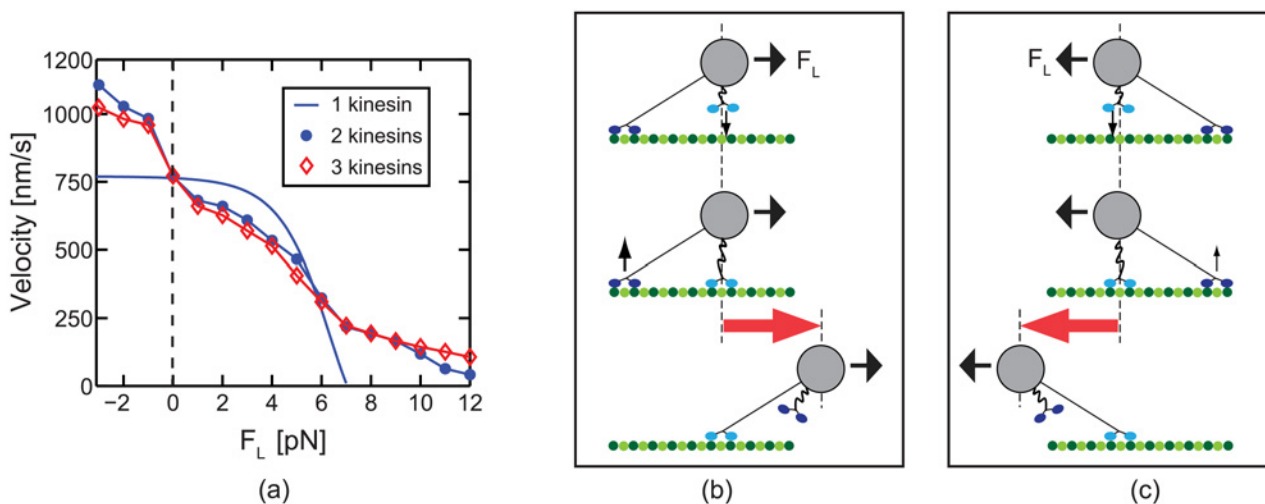 1200
1000
750
500
250
0
Velocity [nm/s]
1 kinesin
2 kinesins
3 kinesins
−2 0 2 4 6 8 10 12
F_L [pN]
(a)
F_L
(b)
F_L
(c)